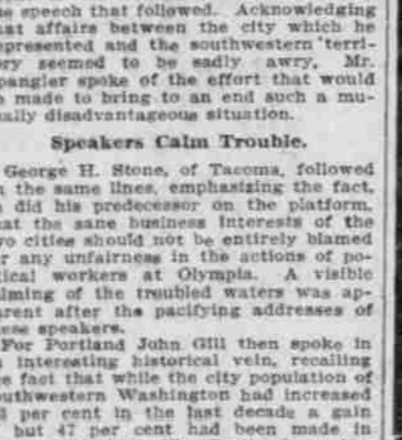 e speech that followed. Acknowledging
at affairs between the city which he
presented and the southwestern terri-
ry seemed to be sadly awry, Mr.
pangler spoke of the effort that would
made to bring to an end such a mu-
ally disadvantageous situation.
Speakers Calm Trouble.
George H. Stone, of Tacoma, followed
the same lines, emphasizing the fact,
did his predecessor on the platform,
at the sane business interests of the
o cities should not be entirely blamed
r any unfairness in the actions of po-
tical workers at Olympia. A visible
lming of the troubled waters was ap-
arent after the pacifying addresses of
ese speakers.
For Portland John Gill then spoke in
interesting historical vein, recalling
e fact that while the city population of
uthwestern Washington had increased
per cent in the last decade a gain
but 47 per cent had been made in